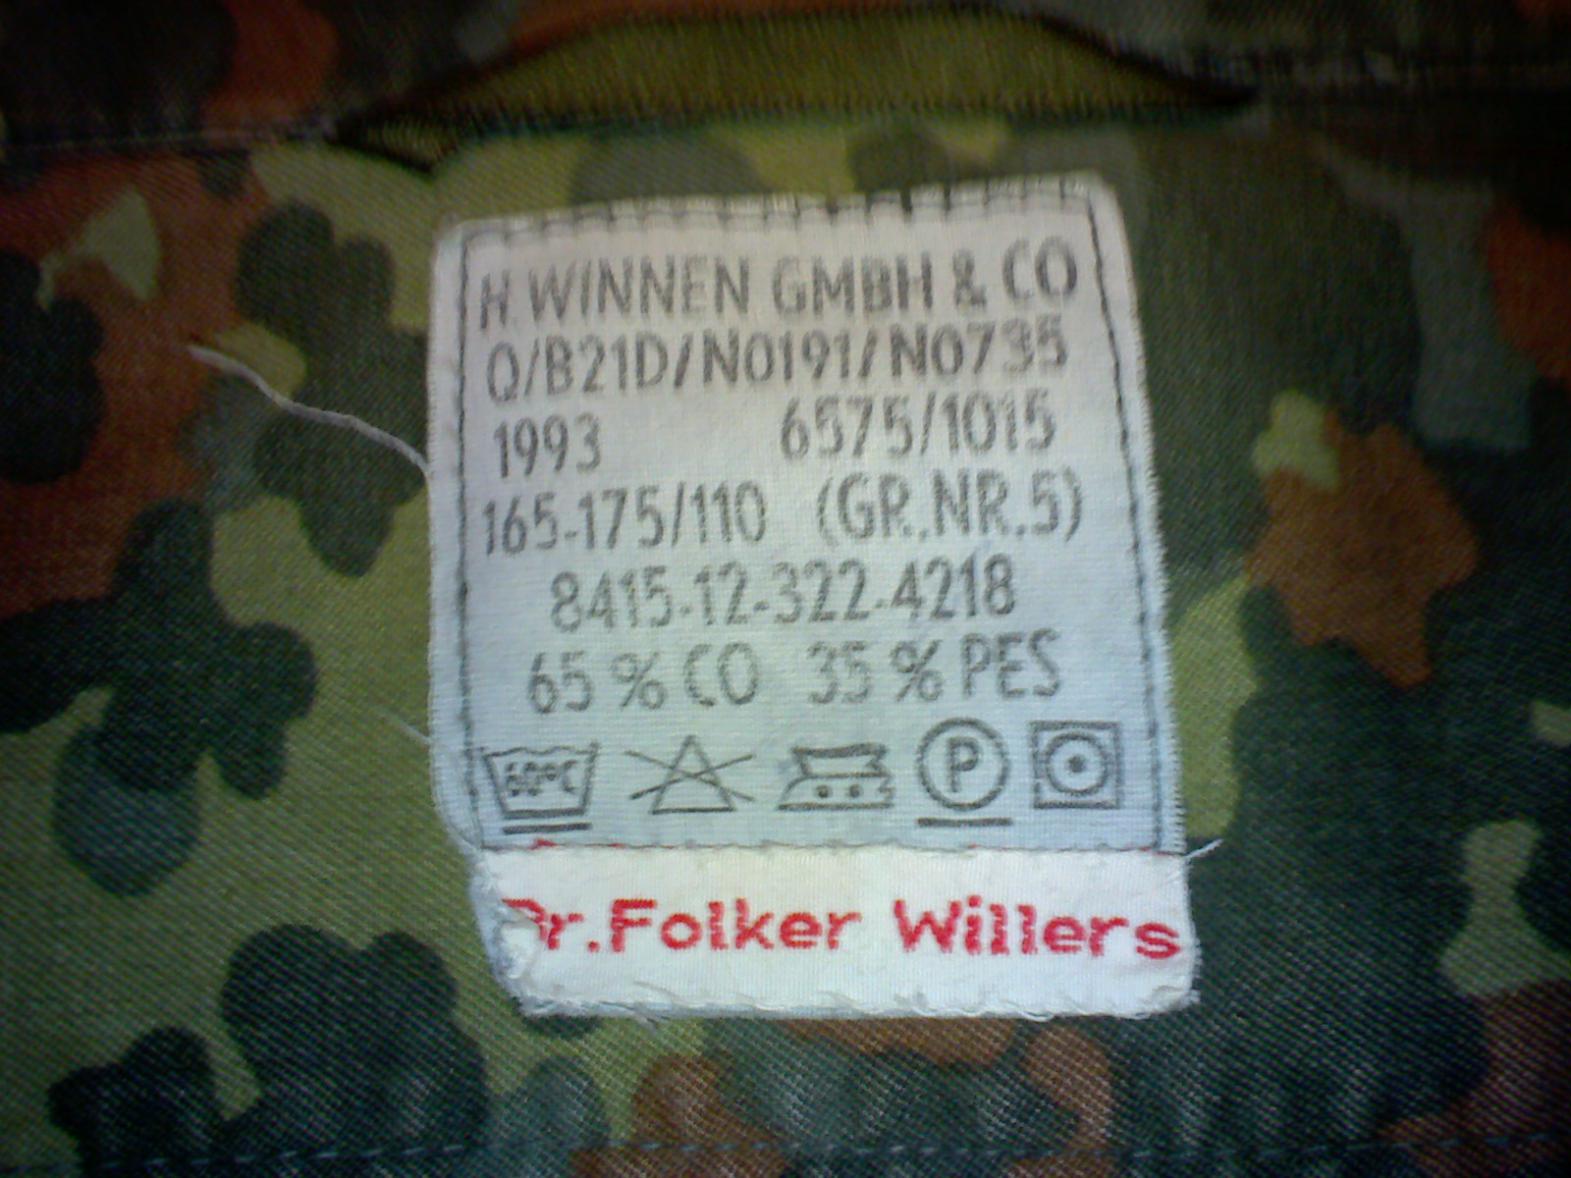 H. WINNEN GMBH & CO
Q/B21D/N0191/N0735
1993 6575/1015
165-175/110 (GR.NR.5)
8415-12-322-4218
65 % CO 35 % PES
60°C P
Dr.Folker Willers